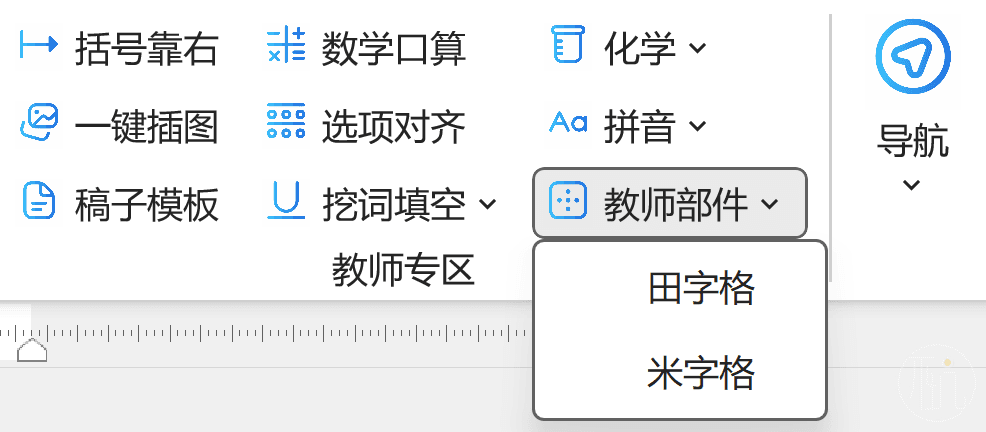 括号靠右 数学口算 化学
一键插图 选项对齐 拼音
稿子模板 挖词填空 教师部件
教师专区
导航
田字格
米字格